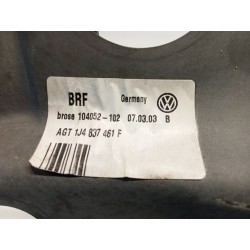 BRF Germany
brose 104052-102 07.03.03 B
AGT 1J4 837 461 F